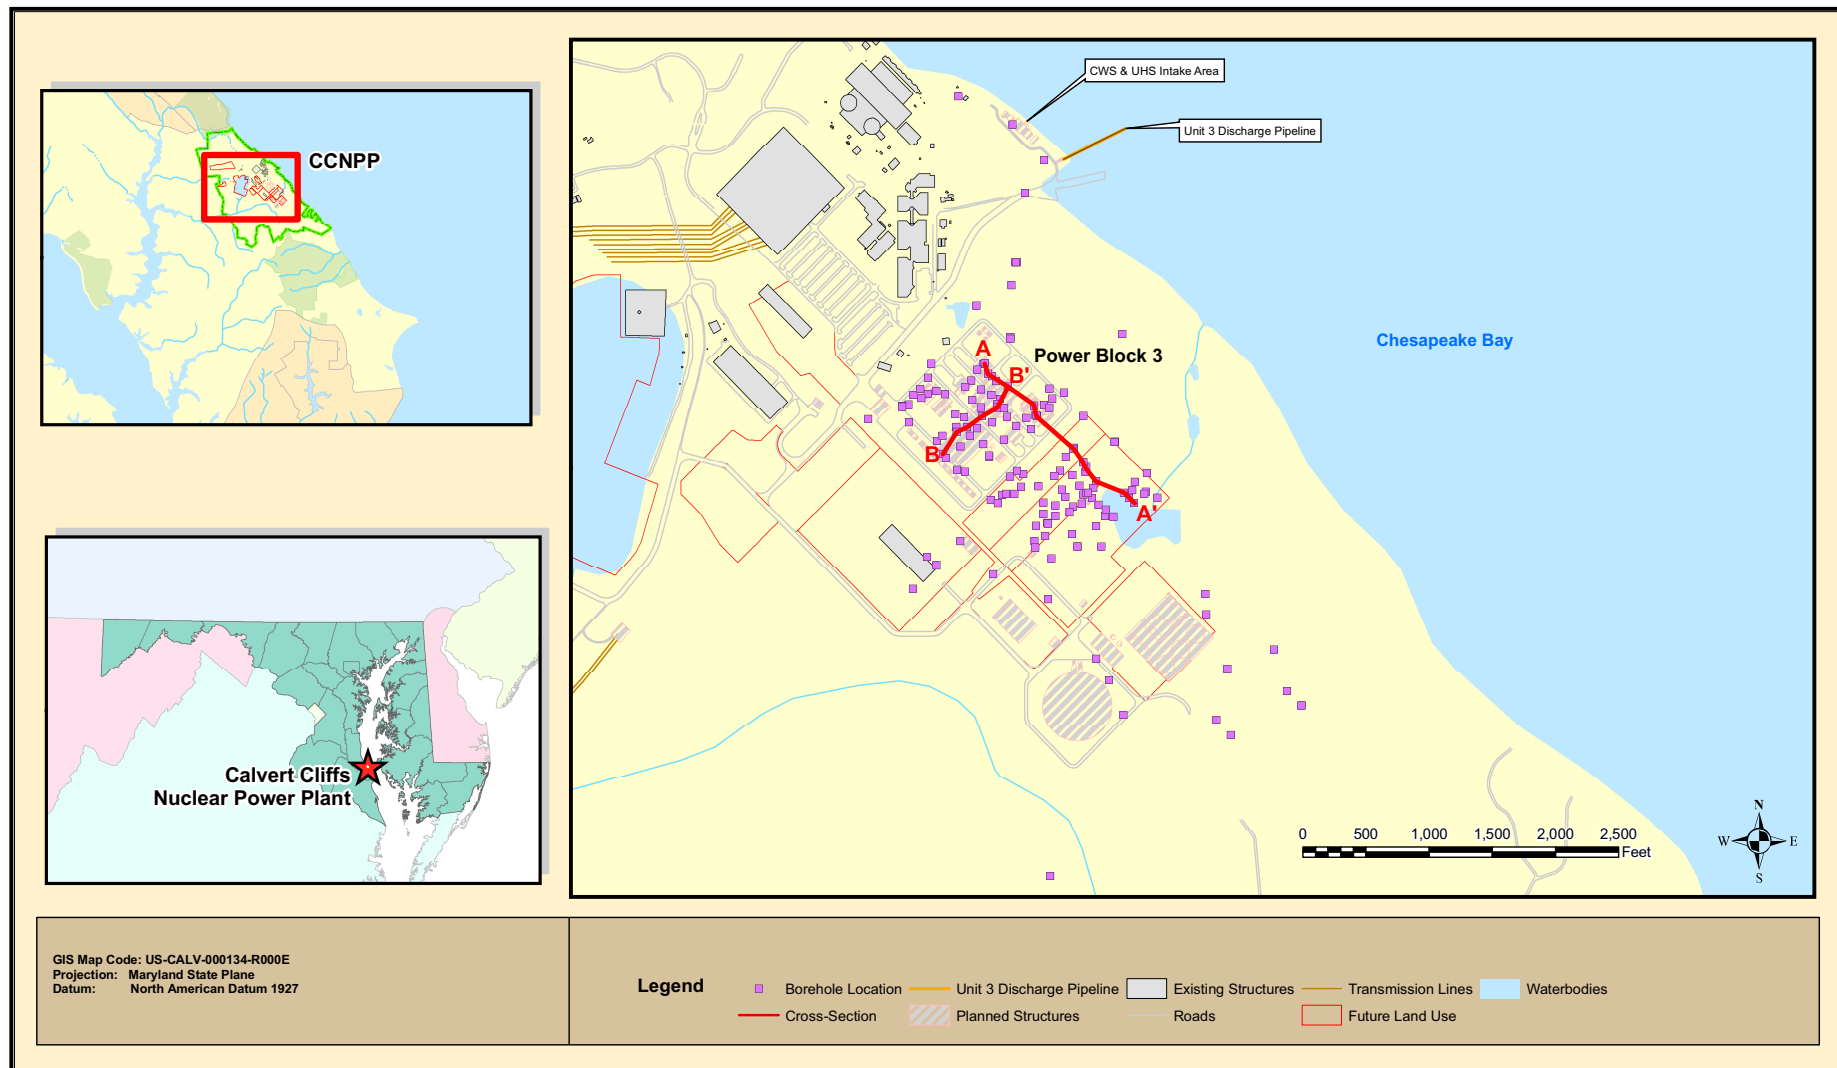 CCNPP
Calvert Cliffs
Nuclear Power Plant
CWS & UHS Intake Area
Unit 3 Discharge Pipeline
Chesapeake Bay
Power Block 3
A
B'
B
A'
0 500 1,000 1,500 2,000 2,500
Feet
N
W E
S
GIS Map Code: US-CALV-000134-R000E
Projection: Maryland State Plane
Datum: North American Datum 1927
Legend
Borehole Location Unit 3 Discharge Pipeline Existing Structures Transmission Lines Waterbodies
Cross-Section Planned Structures Roads Future Land Use